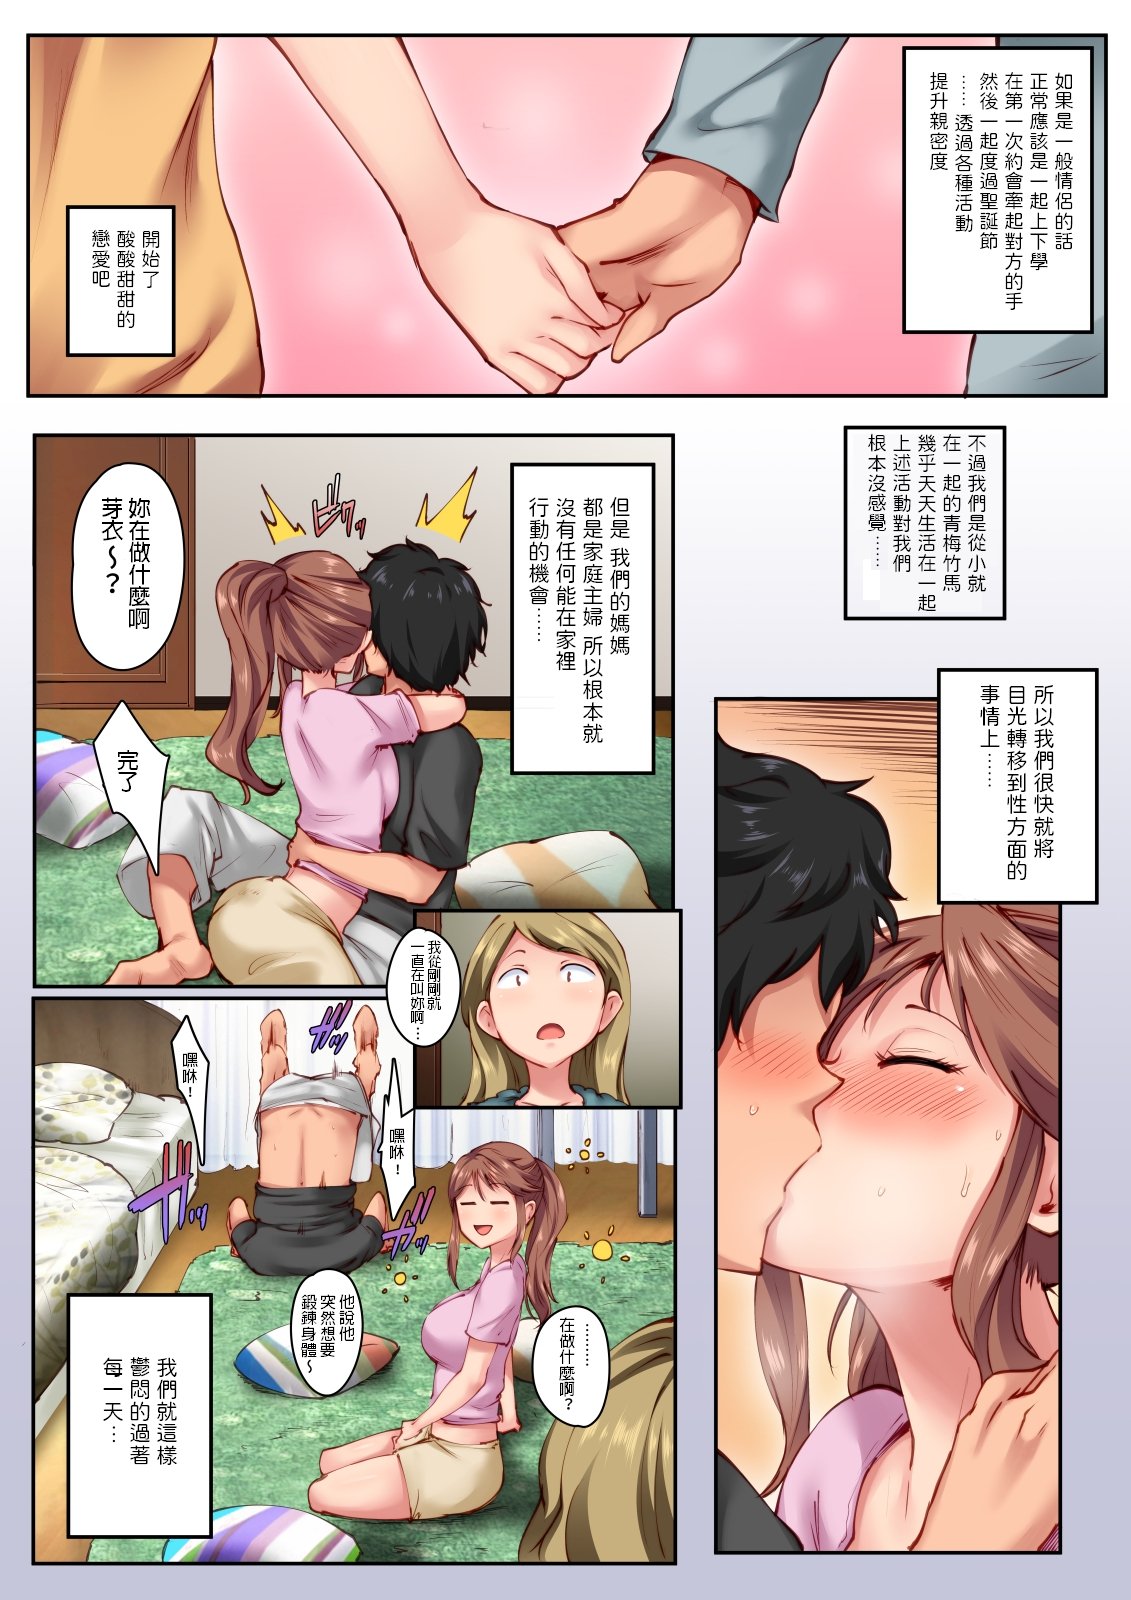 如果是一般情侶的話
正常應該是一起上下學
在第一次約會牽起對方的手
然後一起度過聖誕節
……透過各種活動
提升親密度
開始了
酸酸甜甜的
戀愛吧
不過我們是從小就
在一起的青梅竹馬
幾乎天天生活在一起
上述活動對我們
根本沒感覺……
所以我們很快就將
目光轉移到性方面的
事情上……
但是 我們的媽媽
都是家庭主婦 所以根本就
沒有任何能在家裡
行動的機會……
ビクッ
妳在做什麼啊
芽衣～？
完了
我從剛剛就
一直在叫妳啊…
ガッ
嘿咻！
嘿咻！
ガッ
ガッ
………
在做什麼啊？
他說他
突然想要
鍛鍊身體～
我們就這樣
鬱悶的過著
每一天…